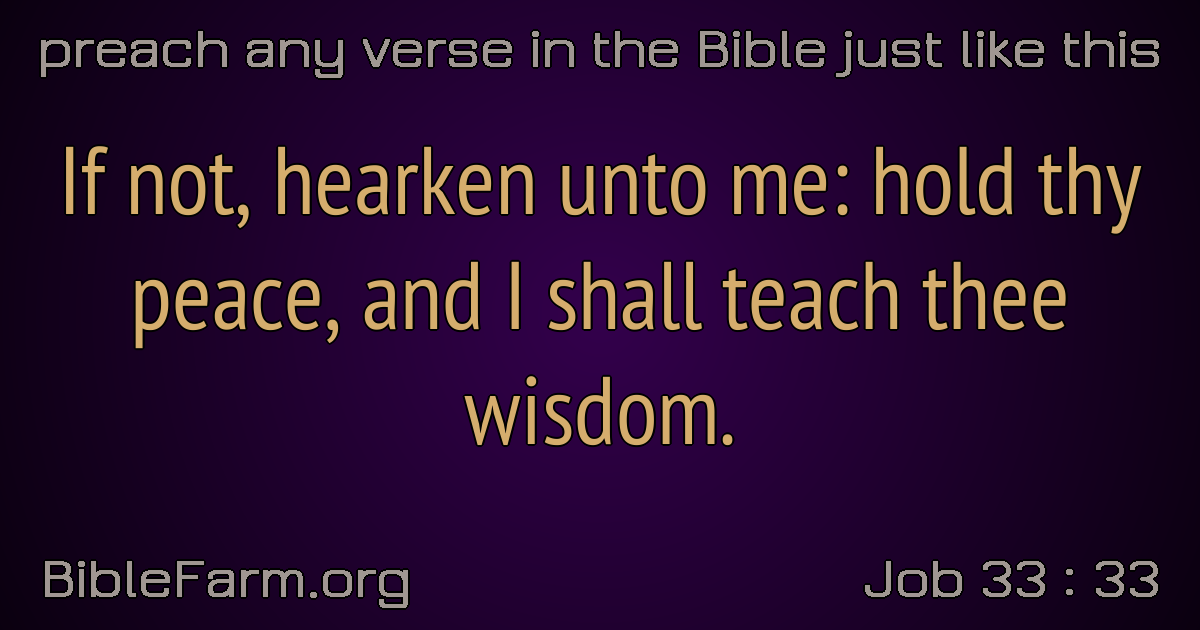 preach any verse in the Bible just like this
If not, hearken unto me: hold thy
peace, and I shall teach thee
wisdom.
BibleFarm.org
Job 33 : 33